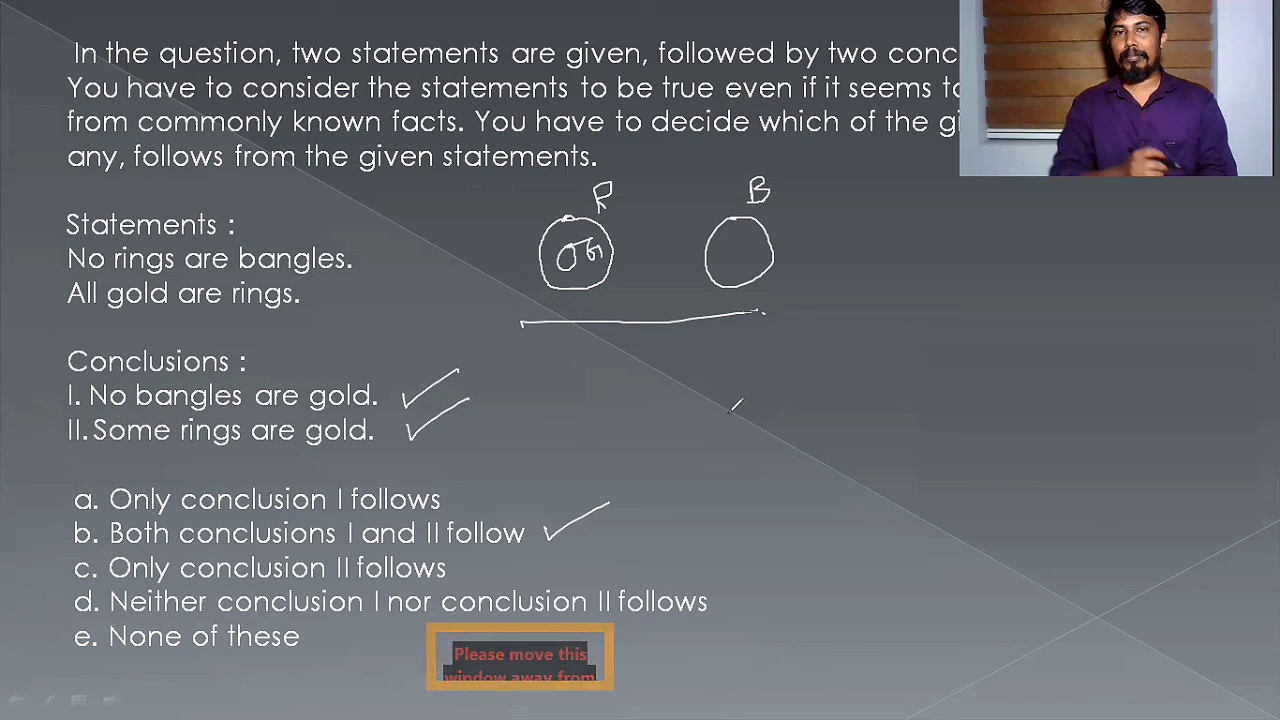 In the question, two statements are given, followed by two conc
You have to consider the statements to be true even if it seems to
from commonly known facts. You have to decide which of the gi
any, follows from the given statements.
R
B
G
Statements :
No rings are bangles.
All gold are rings.
Conclusions :
I. No bangles are gold.
II. Some rings are gold.
a. Only conclusion I follows
b. Both conclusions I and II follow
c. Only conclusion II follows
d. Neither conclusion I nor conclusion II follows
e. None of these
Please move this
window away from